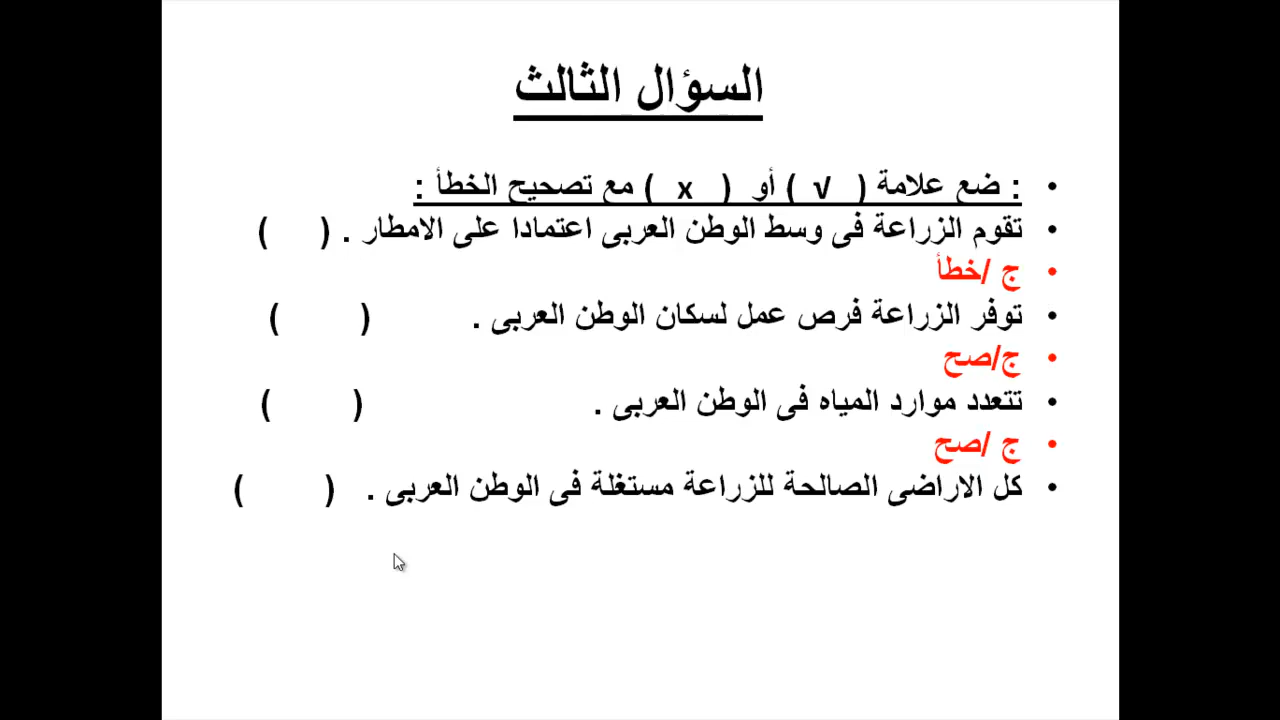 السؤال الثالث
• : ضع علامة ( √ ) أو ( x ) مع تصحيح الخطأ :
• تقوم الزراعة فى وسط الوطن العربى اعتمادا على الامطار . ( )
• ج /خطأ
• توفر الزراعة فرص عمل لسكان الوطن العربى . ( )
• ج/صح
• تتعدد موارد المياه فى الوطن العربى . ( )
• ج /صح
• كل الاراضى الصالحة للزراعة مستغلة فى الوطن العربى . ( )